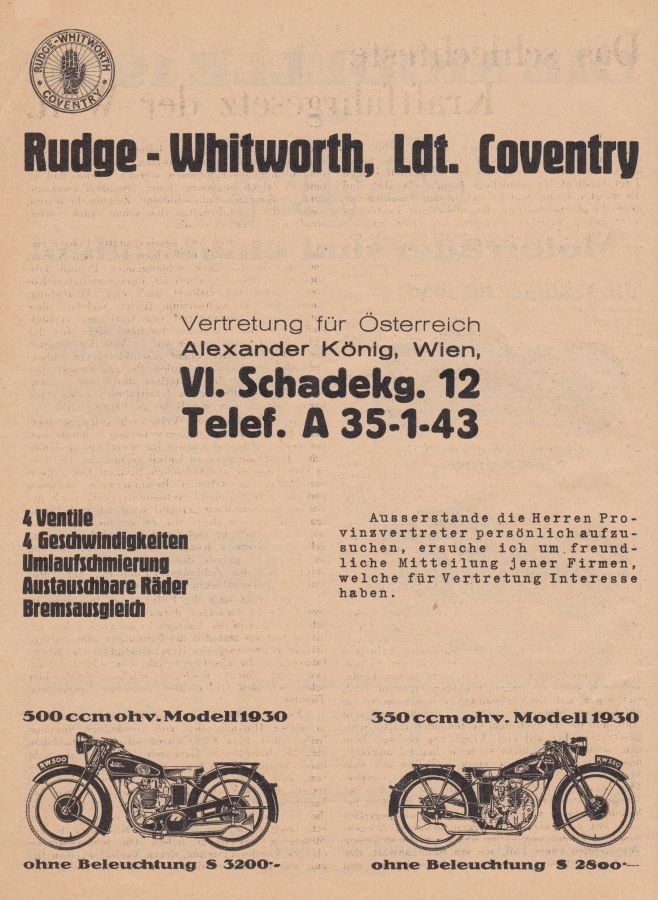 RUDGE-WHITWORTH
COVENTRY
Rudge - Whitworth, Ldt. Coventry
Vertretung für Österreich
Alexander König, Wien,
VI. Schadekg. 12
Telef. A 35-1-43
4 Ventile
4 Geschwindigkeiten
Umlaufschmierung
Austauschbare Räder
Bremsausgleich
Ausserstande die Herren Pro-
vinzvertreter persönlich aufzu-
suchen, ersuche ich um freund-
liche Mitteilung jener Firmen,
welche für Vertretung Interesse
haben.
500 ccm ohv. Modell 1930
RW500
ohne Beleuchtung S 3200·-
350 ccm ohv. Modell 1930
RW350
ohne Beleuchtung S 2800·-